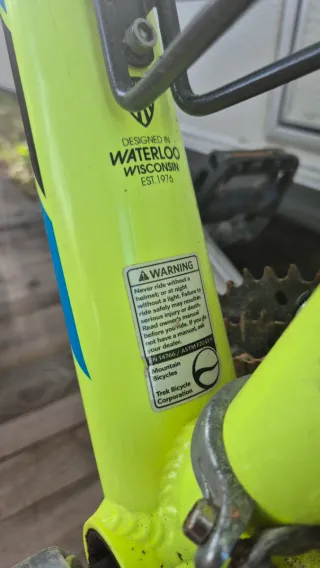 DESIGNED IN
WATERLOO
WISCONSIN
EST. 1976
WARNING
Never ride without a
helmet; or at night
without a light. Failure to
ride safely may result in
serious injury or death.
Read owner's manual
before you ride. If you do
not have a manual, ask
your dealer.
Mountain
Bicycles
Trek Bicycle
Corporation